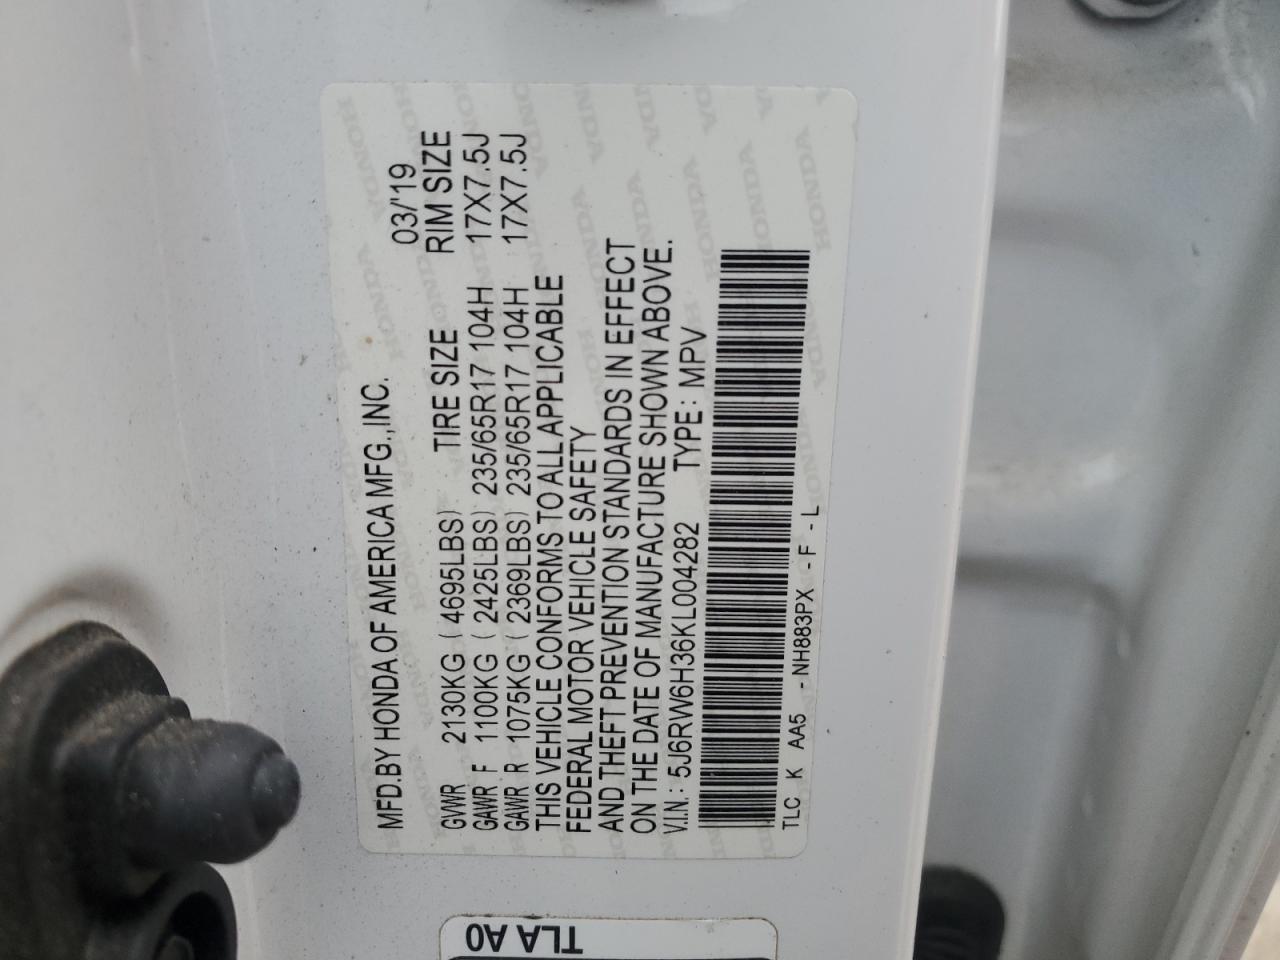 MFD.BY HONDA OF AMERICA MFG.,INC. 03/'19
GVWR 2130KG ( 4695LBS) TIRE SIZE RIM SIZE
GAWR F 1100KG ( 2425LBS) 235/65R17 104H 17X7.5J
GAWR R 1075KG ( 2369LBS) 235/65R17 104H 17X7.5J
THIS VEHICLE CONFORMS TO ALL APPLICABLE
FEDERAL MOTOR VEHICLE SAFETY
AND THEFT PREVENTION STANDARDS IN EFFECT
ON THE DATE OF MANUFACTURE SHOWN ABOVE.
V.I.N.: 5J6RW6H36KL004282 TYPE: MPV
TLC K AA5 - NH883PX - F - L
TLA A0